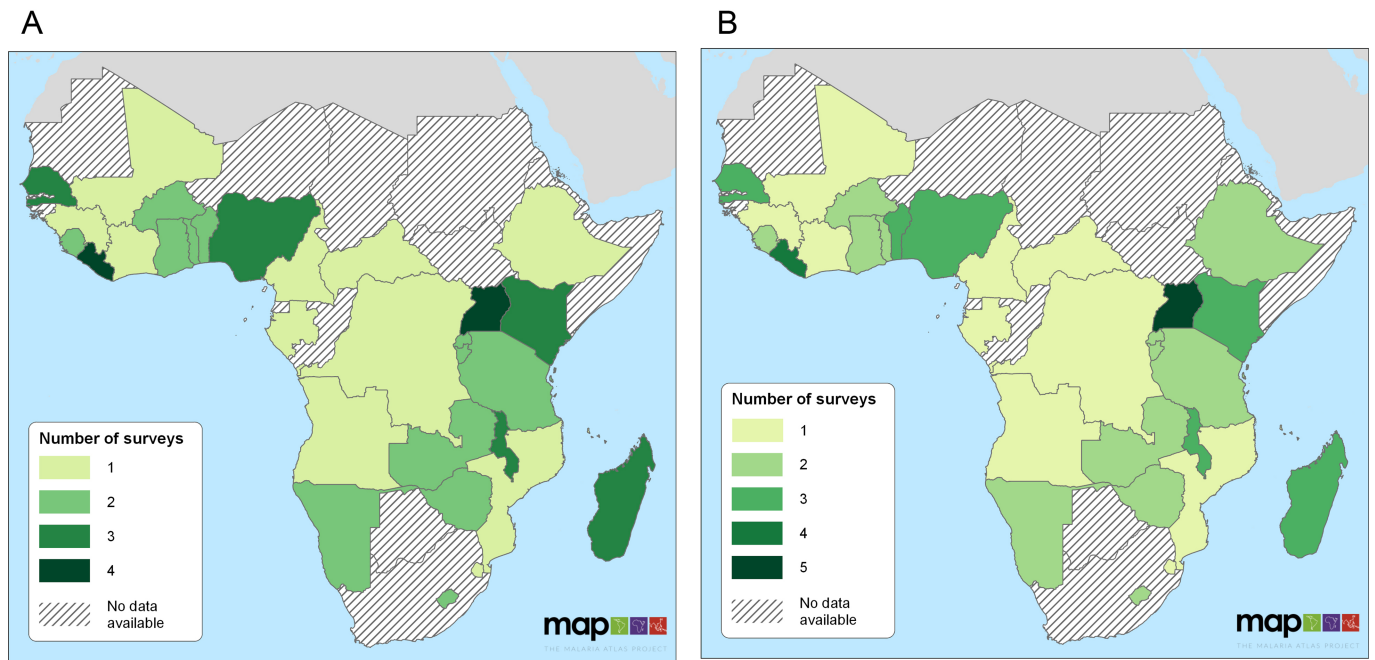 A
Number of surveys
1
2
3
4
No data
available
map
THE MALARIA ATLAS PROJECT
B
Number of surveys
1
2
3
4
5
No data
available
map
THE MALARIA ATLAS PROJECT